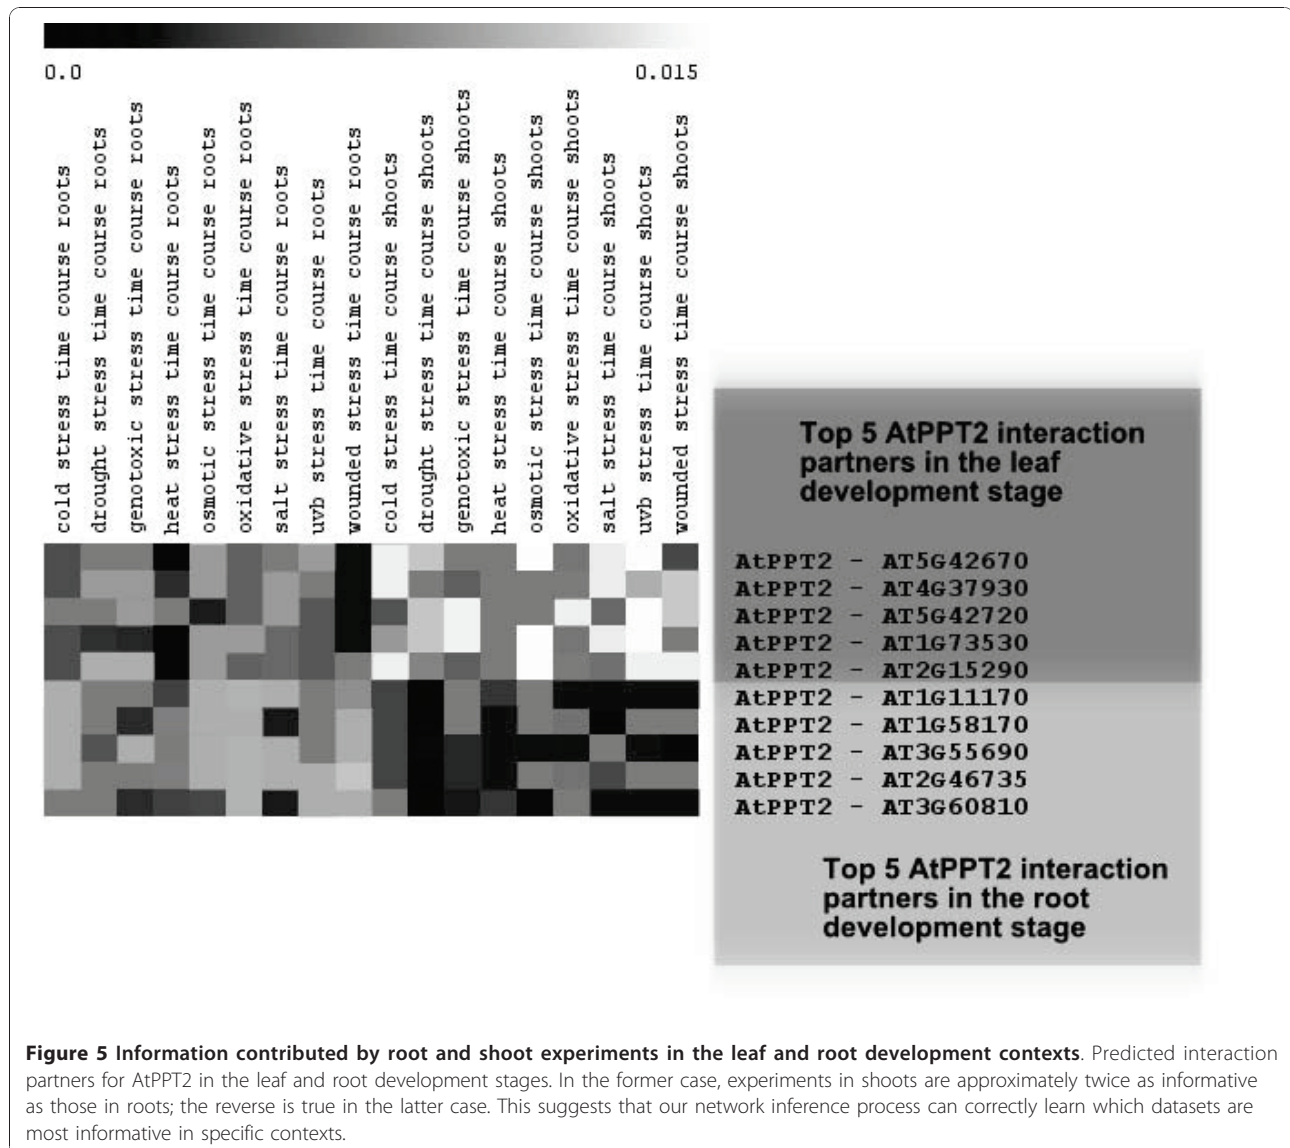 0.0 0.015
cold stress time course roots
drought stress time course roots
genotoxic stress time course roots
heat stress time course roots
osmotic stress time course roots
oxidative stress time course roots
salt stress time course roots
uvb stress time course roots
wounded stress time course roots
cold stress time course shoots
drought stress time course shoots
genotoxic stress time course shoots
heat stress time course shoots
osmotic stress time course shoots
oxidative stress time course shoots
salt stress time course shoots
uvb stress time course shoots
wounded stress time course shoots
Top 5 AtPPT2 interaction
partners in the leaf
development stage
AtPPT2 - AT5G42670
AtPPT2 - AT4G37930
AtPPT2 - AT5G42720
AtPPT2 - AT1G73530
AtPPT2 - AT2G15290
AtPPT2 - AT1G11170
AtPPT2 - AT1G58170
AtPPT2 - AT3G55690
AtPPT2 - AT2G46735
AtPPT2 - AT3G60810
Top 5 AtPPT2 interaction
partners in the root
development stage
Figure 5 Information contributed by root and shoot experiments in the leaf and root development contexts. Predicted interaction
partners for AtPPT2 in the leaf and root development stages. In the former case, experiments in shoots are approximately twice as informative
as those in roots; the reverse is true in the latter case. This suggests that our network inference process can correctly learn which datasets are
most informative in specific contexts.